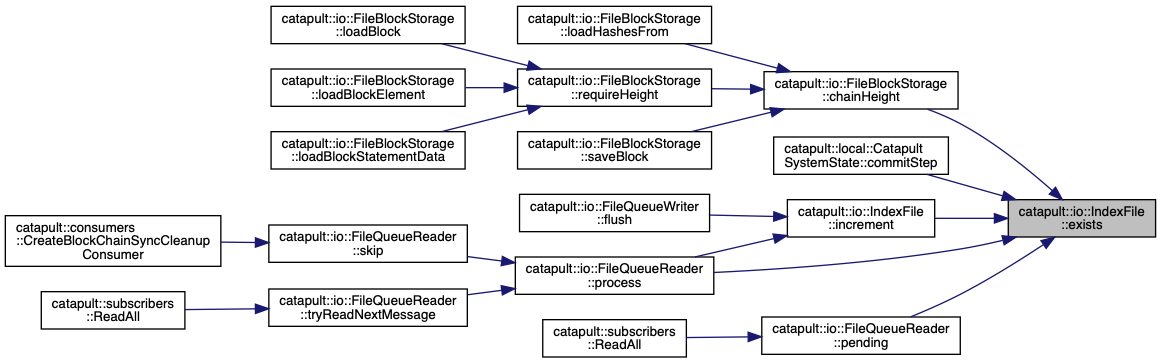 catapult::io::FileBlockStorage
::loadBlock
catapult::io::FileBlockStorage
::loadHashesFrom
catapult::io::FileBlockStorage
::loadBlockElement
catapult::io::FileBlockStorage
::requireHeight
catapult::io::FileBlockStorage
::chainHeight
catapult::io::FileBlockStorage
::loadBlockStatementData
catapult::io::FileBlockStorage
::saveBlock
catapult::local::Catapult
SystemState::commitStep
catapult::io::FileQueueWriter
::flush
catapult::io::IndexFile
::increment
catapult::io::IndexFile
::exists
catapult::consumers
::CreateBlockChainSyncCleanup
Consumer
catapult::io::FileQueueReader
::skip
catapult::io::FileQueueReader
::process
catapult::subscribers
::ReadAll
catapult::io::FileQueueReader
::tryReadNextMessage
catapult::subscribers
::ReadAll
catapult::io::FileQueueReader
::pending